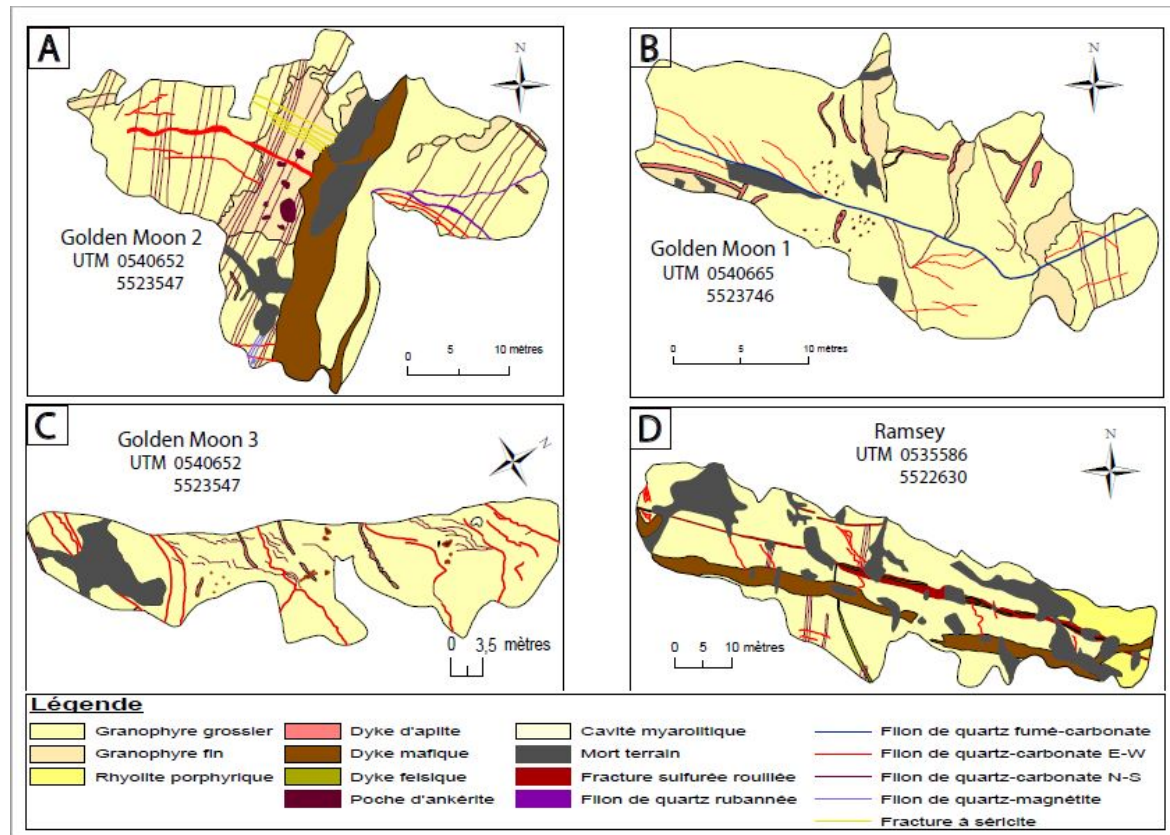 A
N
Golden Moon 2
UTM 0540652
5523547
0 5 10 mètres
B
N
Golden Moon 1
UTM 0540665
5523746
0 5 10 mètres
C
Golden Moon 3
UTM 0540652
5523547
N
0 3,5 mètres
D
Ramsey
UTM 0535586
5522630
N
0 5 10 mètres
Légende
Granophyre grossier
Granophyre fin
Rhyolite porphyrique
Dyke d'aplite
Dyke mafique
Dyke felsique
Poche d'ankérite
Cavité myarolitique
Mort terrain
Fracture sulfurée rouillée
Filon de quartz rubannée
Filon de quartz fumé-carbonate
Filon de quartz-carbonate E-W
Filon de quartz-carbonate N-S
Filon de quartz-magnétite
Fracture à séricite